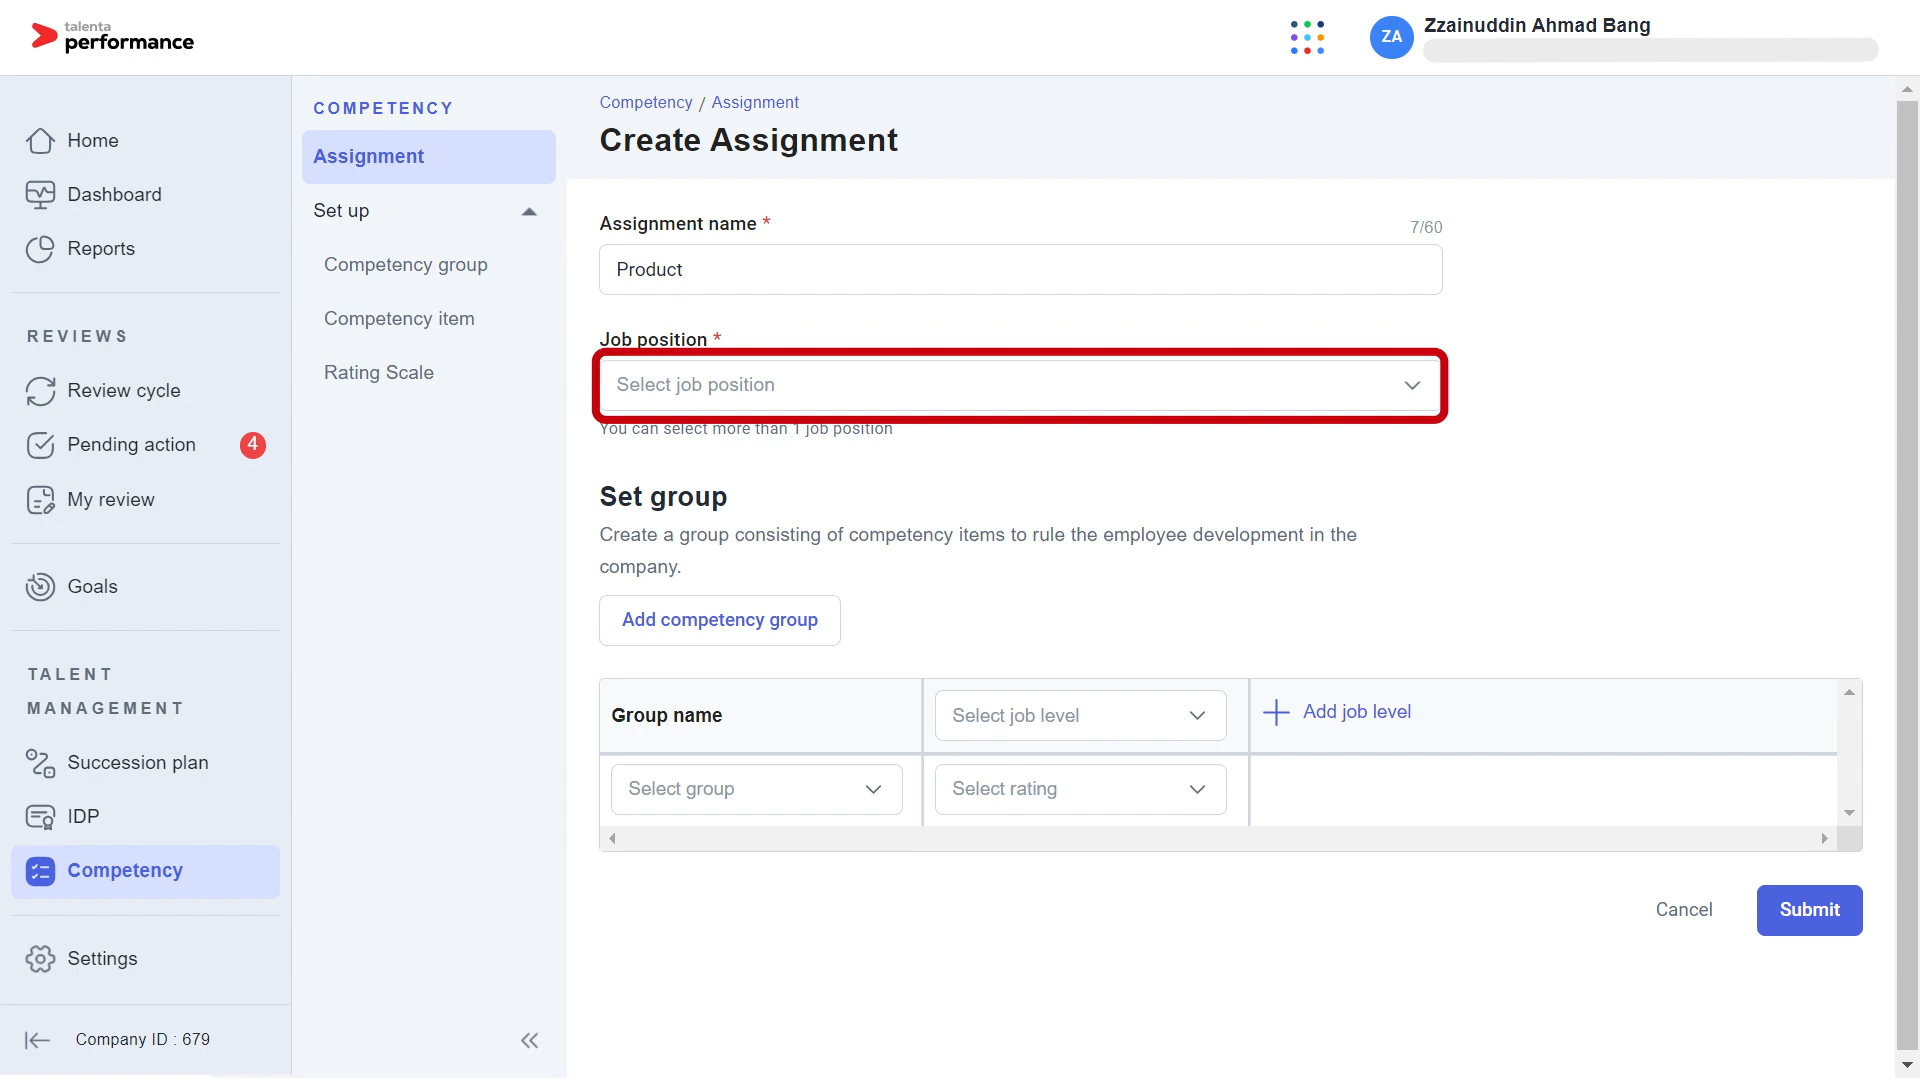 talenta
performance
Zzainuddin Ahmad Bang
ZA
Home
Dashboard
Reports
REVIEWS
Review cycle
Pending action 4
My review
Goals
TALENT
MANAGEMENT
Succession plan
IDP
Competency
Settings
Company ID : 679
COMPETENCY
Assignment
Set up
Competency group
Competency item
Rating Scale
Competency / Assignment
Create Assignment
Assignment name *
7/60
Product
Job position *
Select job position
You can select more than 1 job position
Set group
Create a group consisting of competency items to rule the employee development in the
company.
Add competency group
Group name
Select job level
Add job level
Select group
Select rating
Cancel
Submit